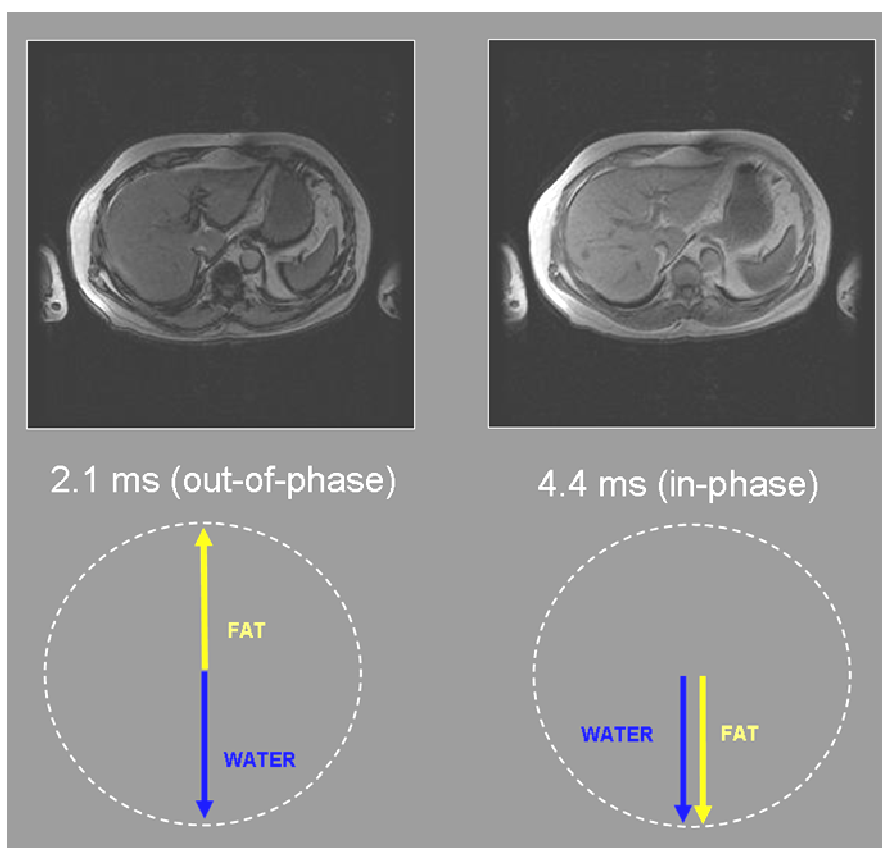 2.1 ms (out-of-phase)
4.4 ms (in-phase)
FAT
WATER
WATER
FAT